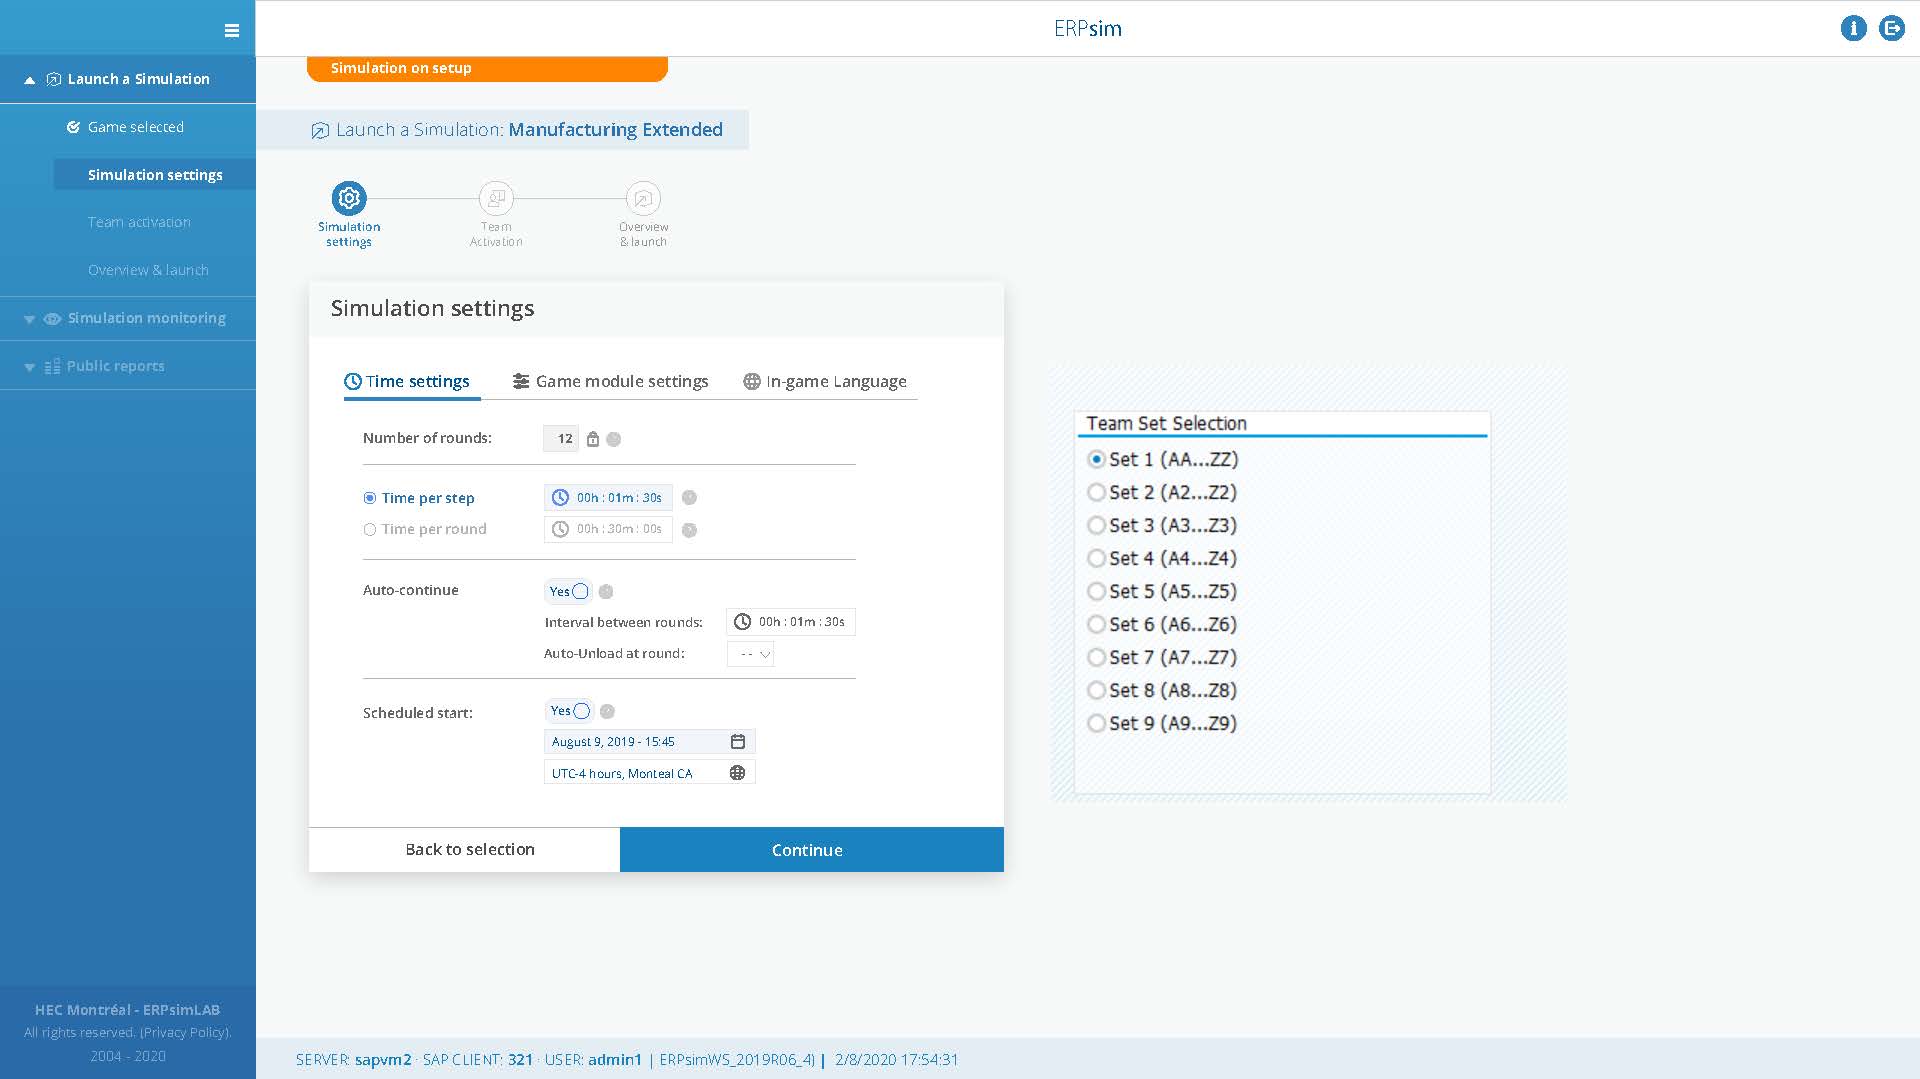 ERPsim
Launch a Simulation
Game selected
Simulation settings
Team activation
Overview & launch
Simulation monitoring
Public reports
HEC Montréal - ERPsimLAB
All rights reserved. (Privacy Policy).
2004 - 2020
Simulation on setup
Launch a Simulation: Manufacturing Extended
Simulation
settings
Team
Activation
Overview
& launch
Simulation settings
Time settings
Game module settings
In-game Language
Number of rounds: 12
Time per step 00h : 01m : 30s
Time per round 00h : 30m : 00s
Auto-continue Yes
Interval between rounds: 00h : 01m : 30s
Auto-Unload at round: --
Scheduled start: Yes
August 9, 2019 - 15:45
UTC-4 hours, Monteal CA
Back to selection
Continue
Team Set Selection
Set 1 (AA...ZZ)
Set 2 (A2...Z2)
Set 3 (A3...Z3)
Set 4 (A4...Z4)
Set 5 (A5...Z5)
Set 6 (A6...Z6)
Set 7 (A7...Z7)
Set 8 (A8...Z8)
Set 9 (A9...Z9)
SERVER: sapvm2 · SAP CLIENT: 321 · USER: admin1 | ERPsimWS_2019R06_4) | 2/8/2020 17:54:31